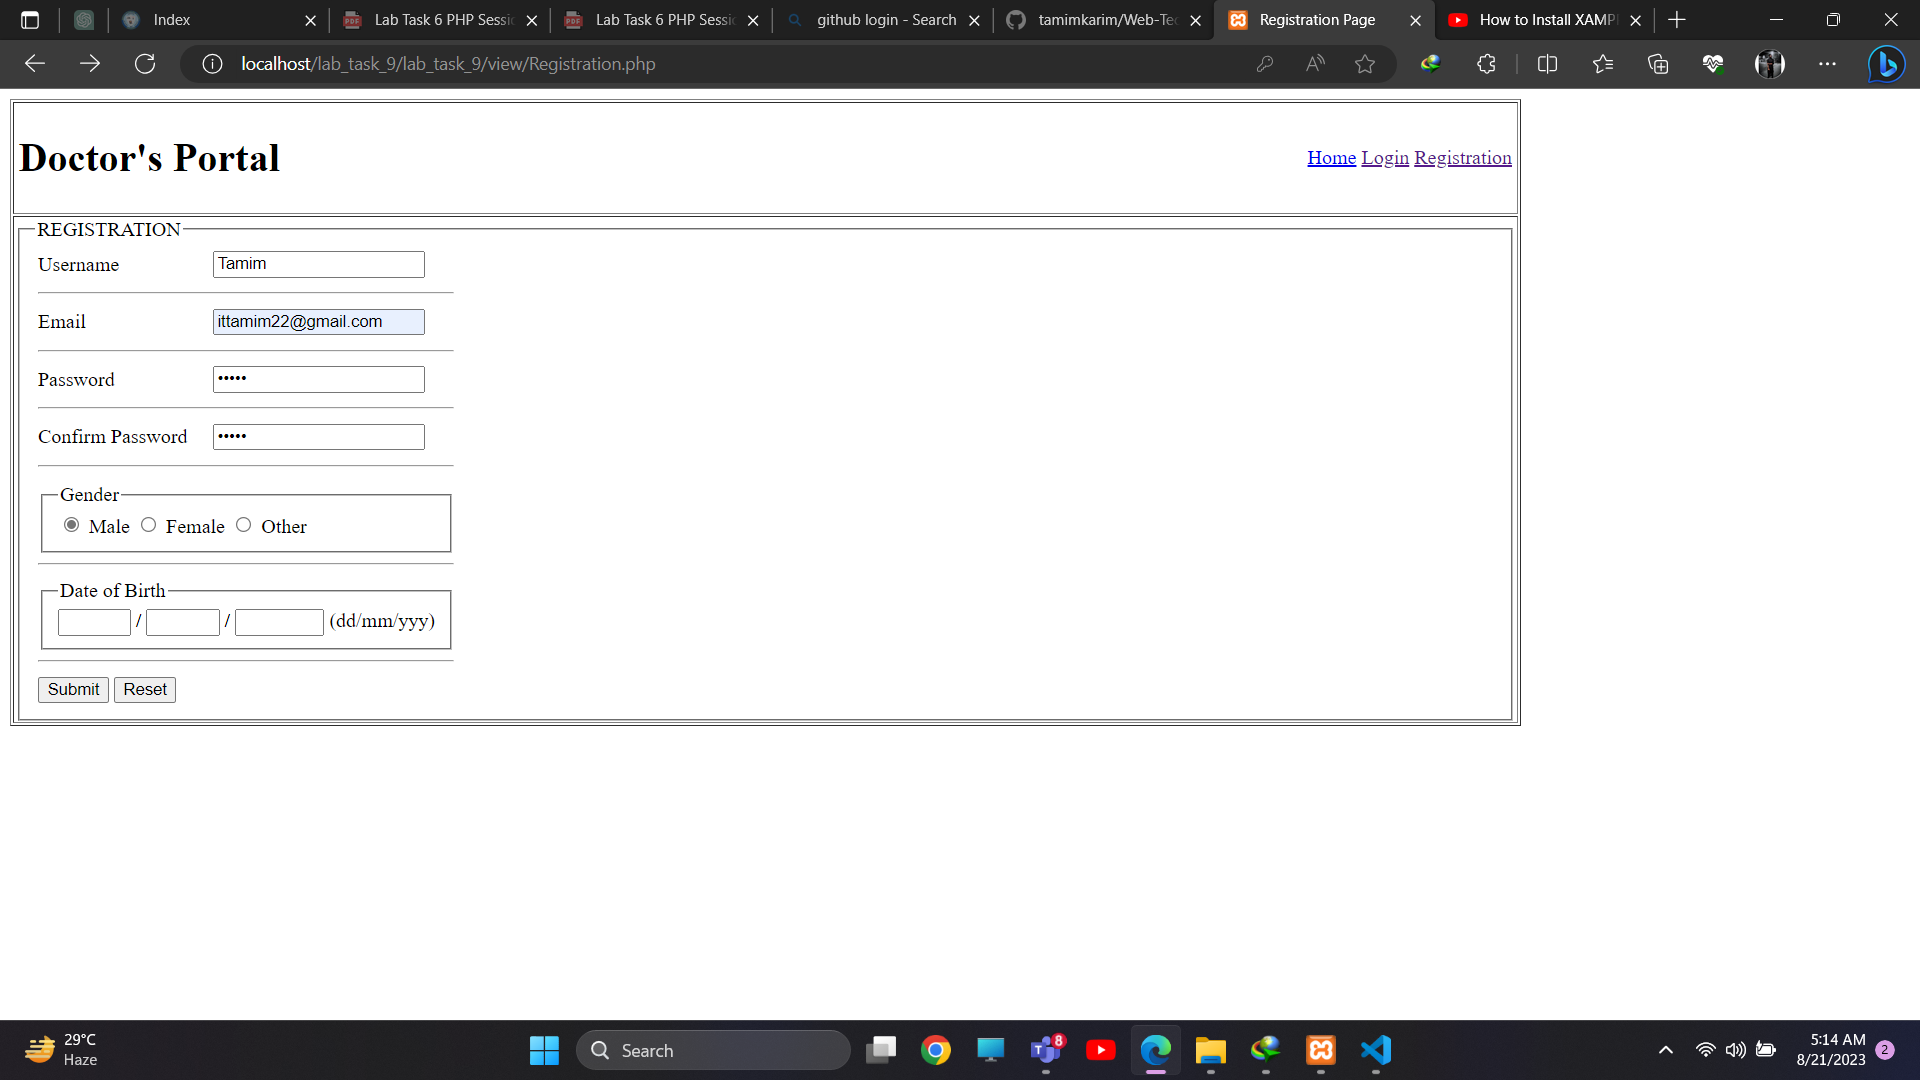 Index
Lab Task 6 PHP Sessi
Lab Task 6 PHP Sessi
github login - Search
tamimkarim/Web-Tec
Registration Page
How to Install XAMP
localhost/lab_task_9/lab_task_9/view/Registration.php
Doctor's Portal
Home Login Registration
REGISTRATION
Username Tamim
Email ittamim22@gmail.com
Password •••••
Confirm Password •••••
Gender
Male Female Other
Date of Birth
/ / (dd/mm/yyy)
Submit Reset
29°C
Haze
Search
8
5:14 AM
8/21/2023
2